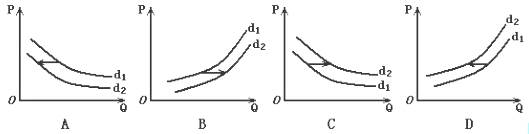 P d₁ d₂ O Q
A
P d₁ d₂ O Q
B
P d₂ d₁ O Q
C
P d₂ d₁ O Q
D